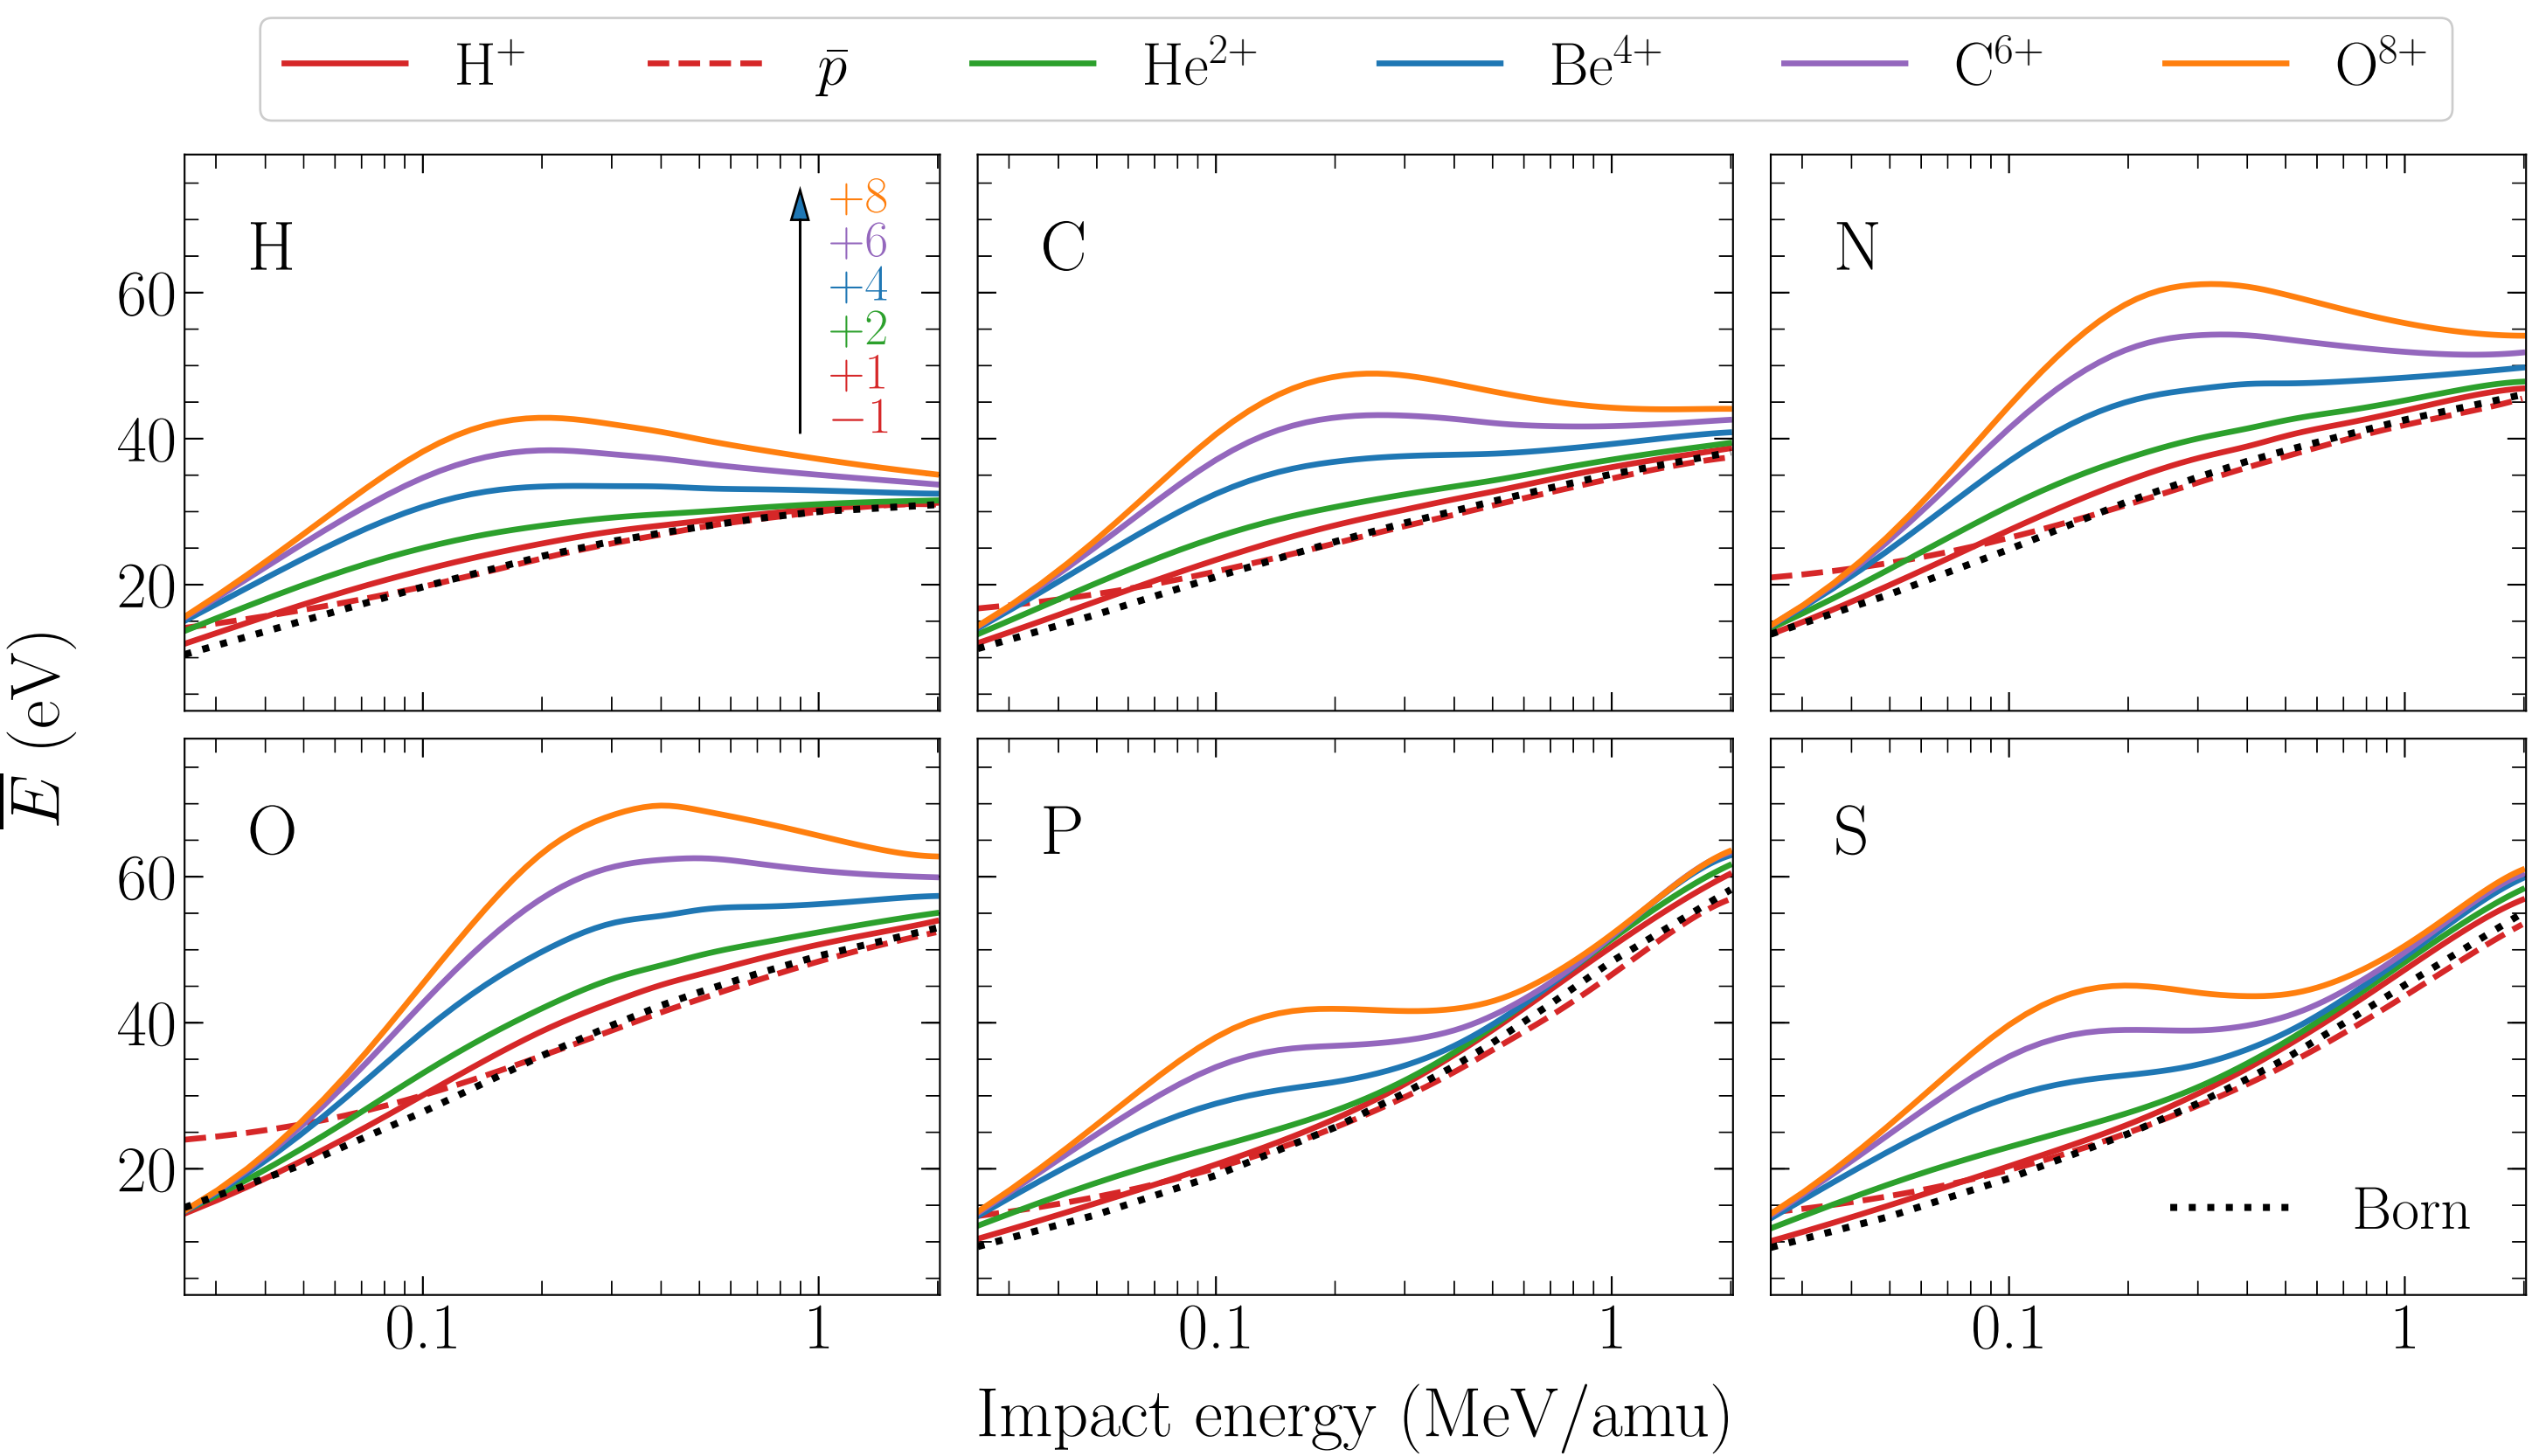 H⁺ p̄ He²⁺ Be⁴⁺ C⁶⁺ O⁸⁺
H
+8
+6
+4
+2
+1
−1
C
N
60
40
20
E̅ (eV)
O
P
S
60
40
20
Born
0.1 1 0.1 1 0.1 1
Impact energy (MeV/amu)